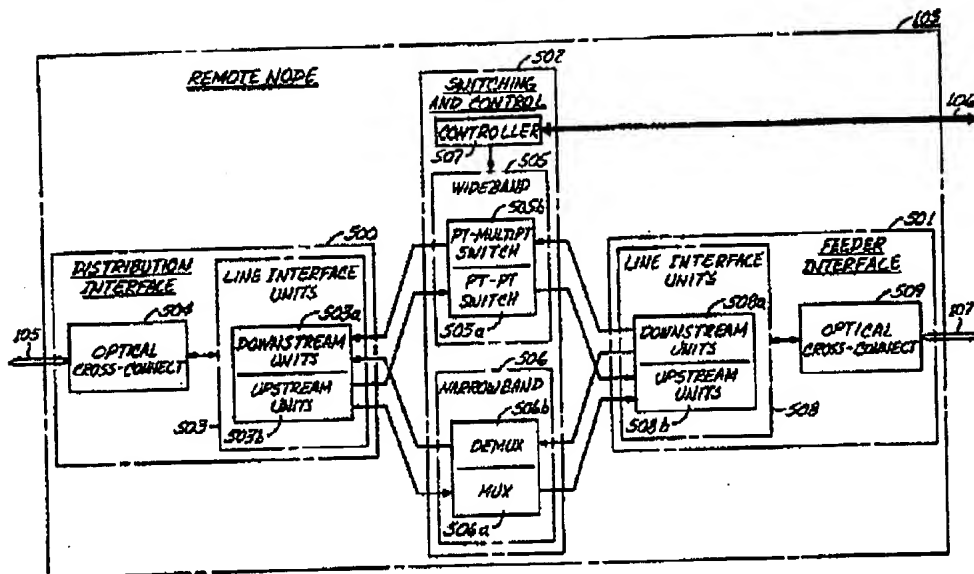 103
REMOTE NODE
502
SWITCHING
AND CONTROL
CONTROLLER
507
106
505
WIDEBAND
505b
PT-MULTIPT
SWITCH
PT-PT
SWITCH
505a
500
DISTRIBUTION
INTERFACE
LINE INTERFACE
UNITS
504
503a
105
OPTICAL
CROSS-CONNECT
DOWNSTREAM
UNITS
UPSTREAM
UNITS
503
503b
501
LINE INTERFACE
UNITS
FEEDER
INTERFACE
508a
509
107
DOWNSTREAM
UNITS
UPSTREAM
UNITS
OPTICAL
CROSS-CONNECT
508b
508
506
NARROWBAND
506b
DEMUX
MUX
506a